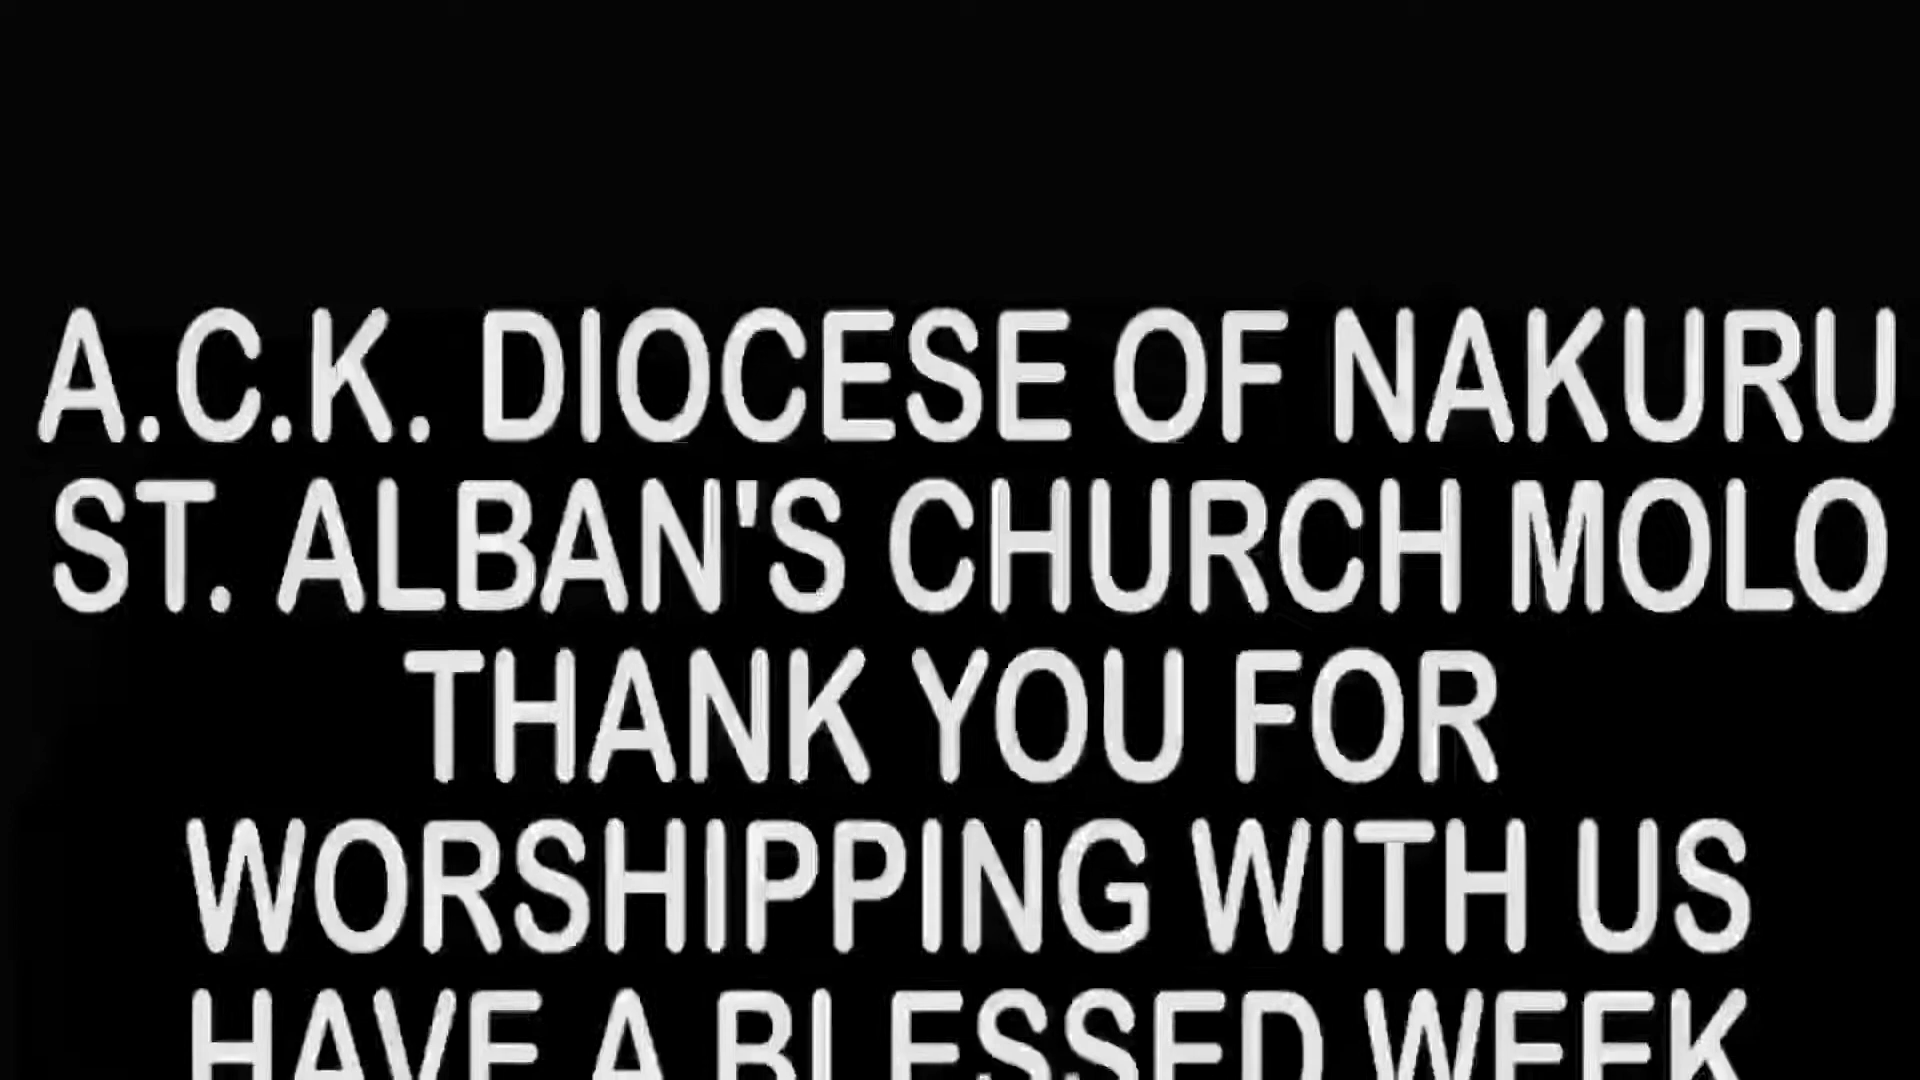 A.C.K. DIOCESE OF NAKURU
ST. ALBAN'S CHURCH MOLO
THANK YOU FOR
WORSHIPPING WITH US
HAVE A BLESSED WEEK